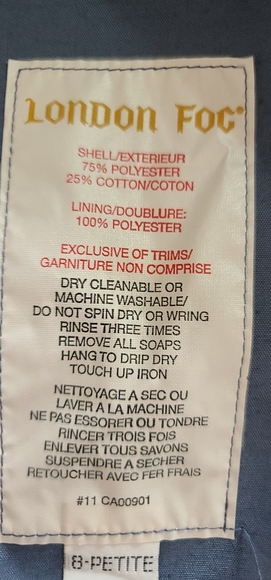 LONDON FOG®
SHELL/EXTERIEUR
75% POLYESTER
25% COTTON/COTON
LINING/DOUBLURE:
100% POLYESTER
EXCLUSIVE OF TRIMS/
GARNITURE NON COMPRISE
DRY CLEANABLE OR
MACHINE WASHABLE/
DO NOT SPIN DRY OR WRING
RINSE THREE TIMES
REMOVE ALL SOAPS
HANG TO DRIP DRY
TOUCH UP IRON
NETTOYAGE A SEC OU
LAVER A LA MACHINE
NE PAS ESSORER OU TONDRE
RINCER TROIS FOIS
ENLEVER TOUS SAVONS
SUSPENDRE A SECHER
RETOUCHER AVEC FER FRAIS
#11 CA00901
8-PETITE